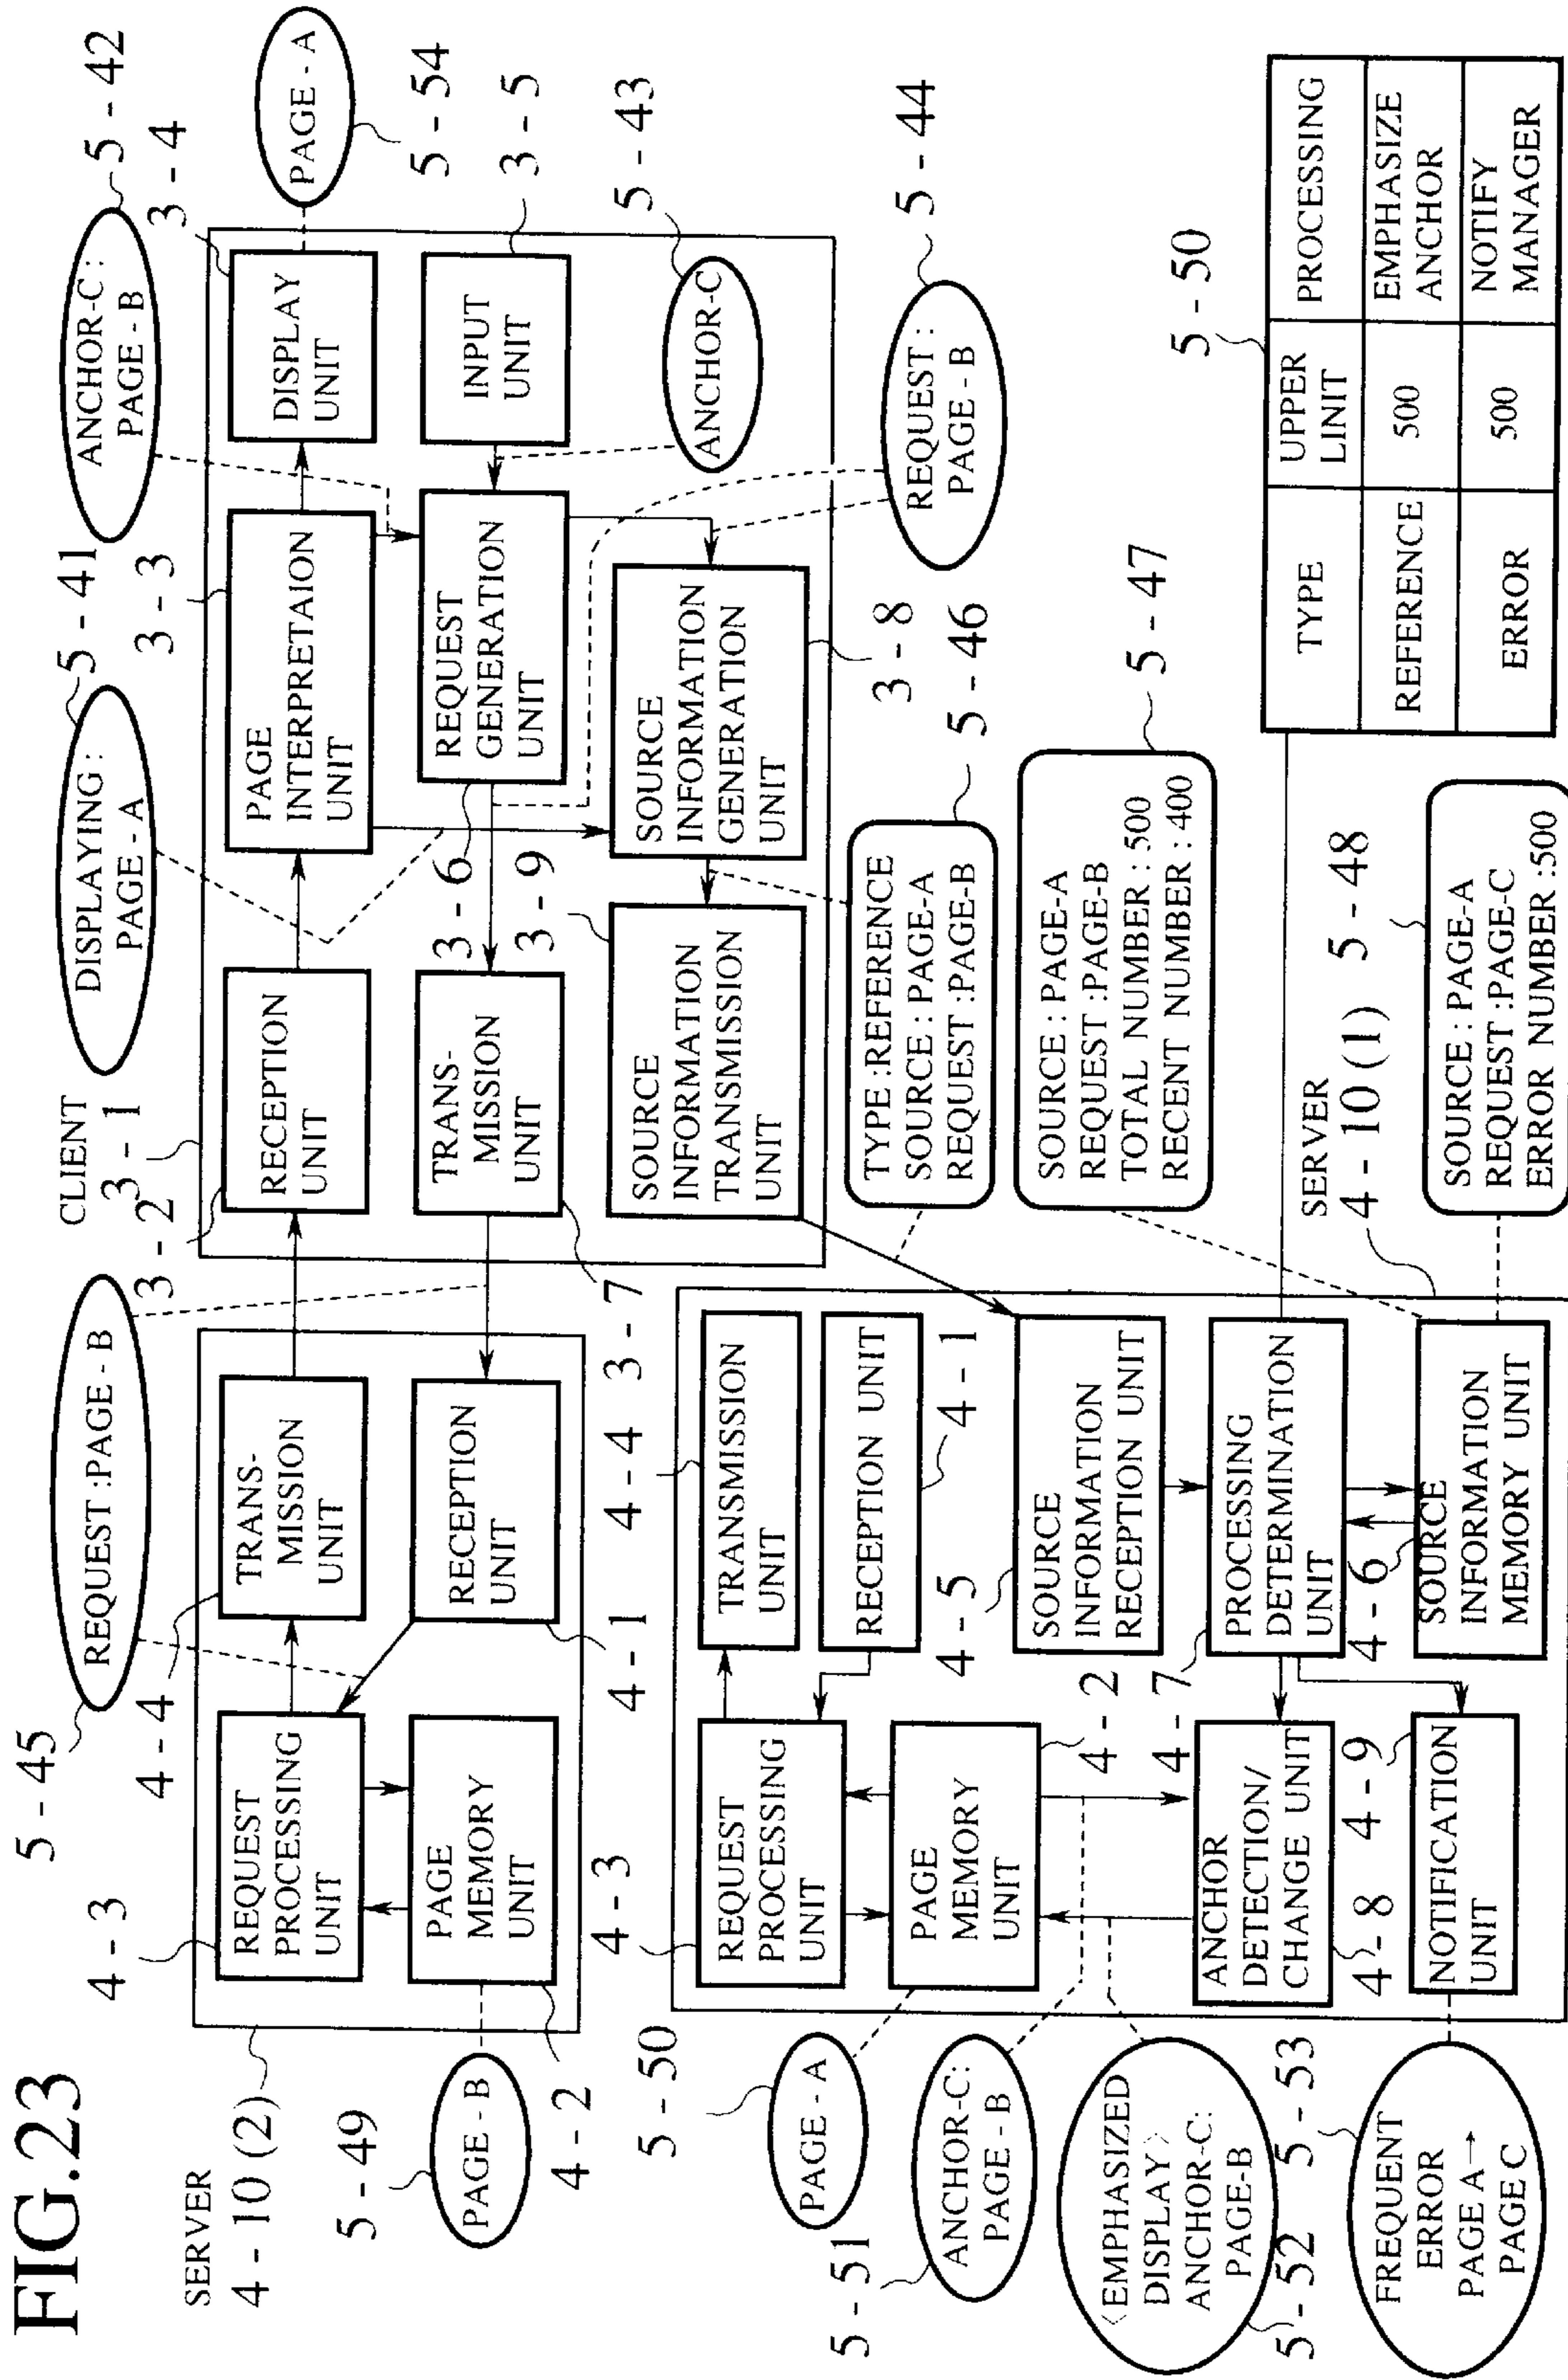 FIG.23
SERVER
4 - 10 (2)
4 - 3
5 - 45
REQUEST :PAGE - B
4 - 4
REQUEST
PROCESSING
UNIT
TRANS-
MISSION
UNIT
PAGE
MEMORY
UNIT
RECEPTION
UNIT
5 - 49
PAGE - B
4 - 2
4 - 1
CLIENT
3 - 1
3 - 2
DISPLAYING :
PAGE - A
5 - 41
3 - 3
ANCHOR-C :
PAGE - B
5 - 42
3 - 4
RECEPTION
UNIT
PAGE
INTERPRETAION
UNIT
DISPLAY
UNIT
PAGE - A
5 - 54
TRANS-
MISSION
UNIT
3 - 7
3 - 6
REQUEST
GENERATION
UNIT
INPUT
UNIT
3 - 5
3 - 9
SOURCE
INFORMATION
TRANSMISSION
UNIT
SOURCE
INFORMATION
GENERATION
UNIT
3 - 8
ANCHOR-C
5 - 43
REQUEST :
PAGE - B
5 - 44
TYPE :REFERENCE
SOURCE : PAGE-A
REQUEST :PAGE-B
5 - 46
SOURCE : PAGE-A
REQUEST :PAGE-B
TOTAL NUMBER : 500
RECENT NUMBER : 400
5 - 47
SERVER
4 - 10 (1)
5 - 48
SOURCE : PAGE-A
REQUEST :PAGE-C
ERROR NUMBER :500
5 - 50
TYPE
UPPER
LINIT
PROCESSING
REFERENCE
500
EMPHASIZE
ANCHOR
ERROR
500
NOTIFY
MANAGER
4 - 3
4 - 4
REQUEST
PROCESSING
UNIT
TRANSMISSION
UNIT
RECEPTION UNIT
4 - 1
5 - 50
PAGE - A
PAGE
MEMORY
UNIT
4 - 2
4 - 5
SOURCE
INFORMATION
RECEPTION UNIT
5 - 51
ANCHOR-C:
PAGE - B
4 - 7
PROCESSING
DETERMINATION
UNIT
<EMPHASIZED
DISPLAY>
ANCHOR-C:
PAGE-B
5 - 52
ANCHOR
DETECTION/
CHANGE UNIT
4 - 8
4 - 6
SOURCE
INFORMATION
MEMORY UNIT
5 - 53
FREQUENT
ERROR
PAGE A→
PAGE C
4 - 9
NOTIFICATION
UNIT